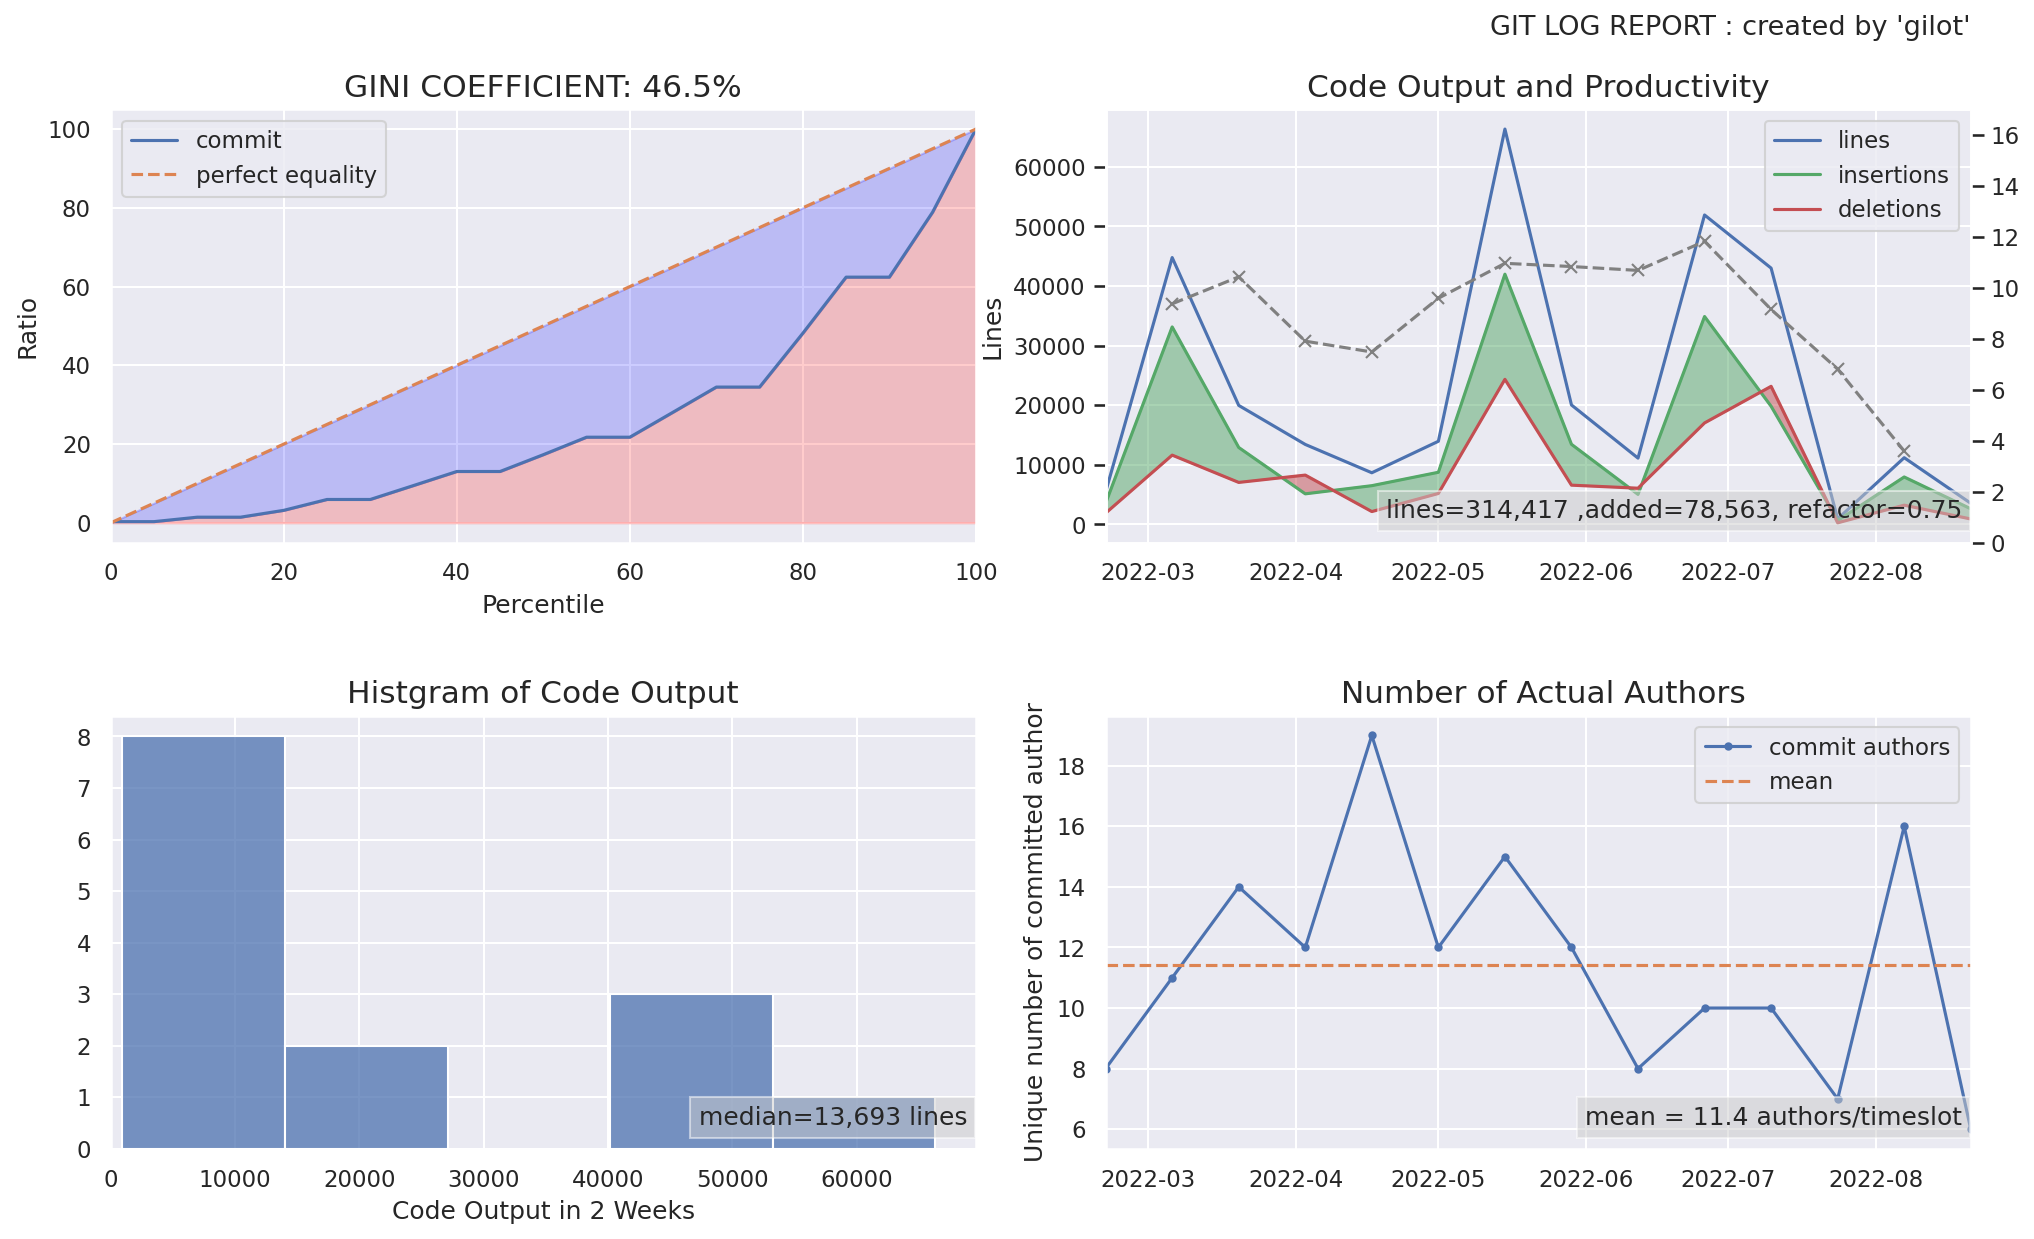 GIT LOG REPORT : created by 'gilot'
GINI COEFFICIENT: 46.5%
commit
perfect equality
Ratio
100
80
60
40
20
0
0 20 40 60 80 100
Percentile
Code Output and Productivity
lines
insertions
deletions
Lines
60000
50000
40000
30000
20000
10000
0
16
14
12
10
8
6
4
2
0
lines=314,417 ,added=78,563, refactor=0.75
2022-03 2022-04 2022-05 2022-06 2022-07 2022-08
Histgram of Code Output
8
7
6
5
4
3
2
1
0
median=13,693 lines
0 10000 20000 30000 40000 50000 60000
Code Output in 2 Weeks
Number of Actual Authors
commit authors
mean
Unique number of committed author
18
16
14
12
10
8
6
mean = 11.4 authors/timeslot
2022-03 2022-04 2022-05 2022-06 2022-07 2022-08